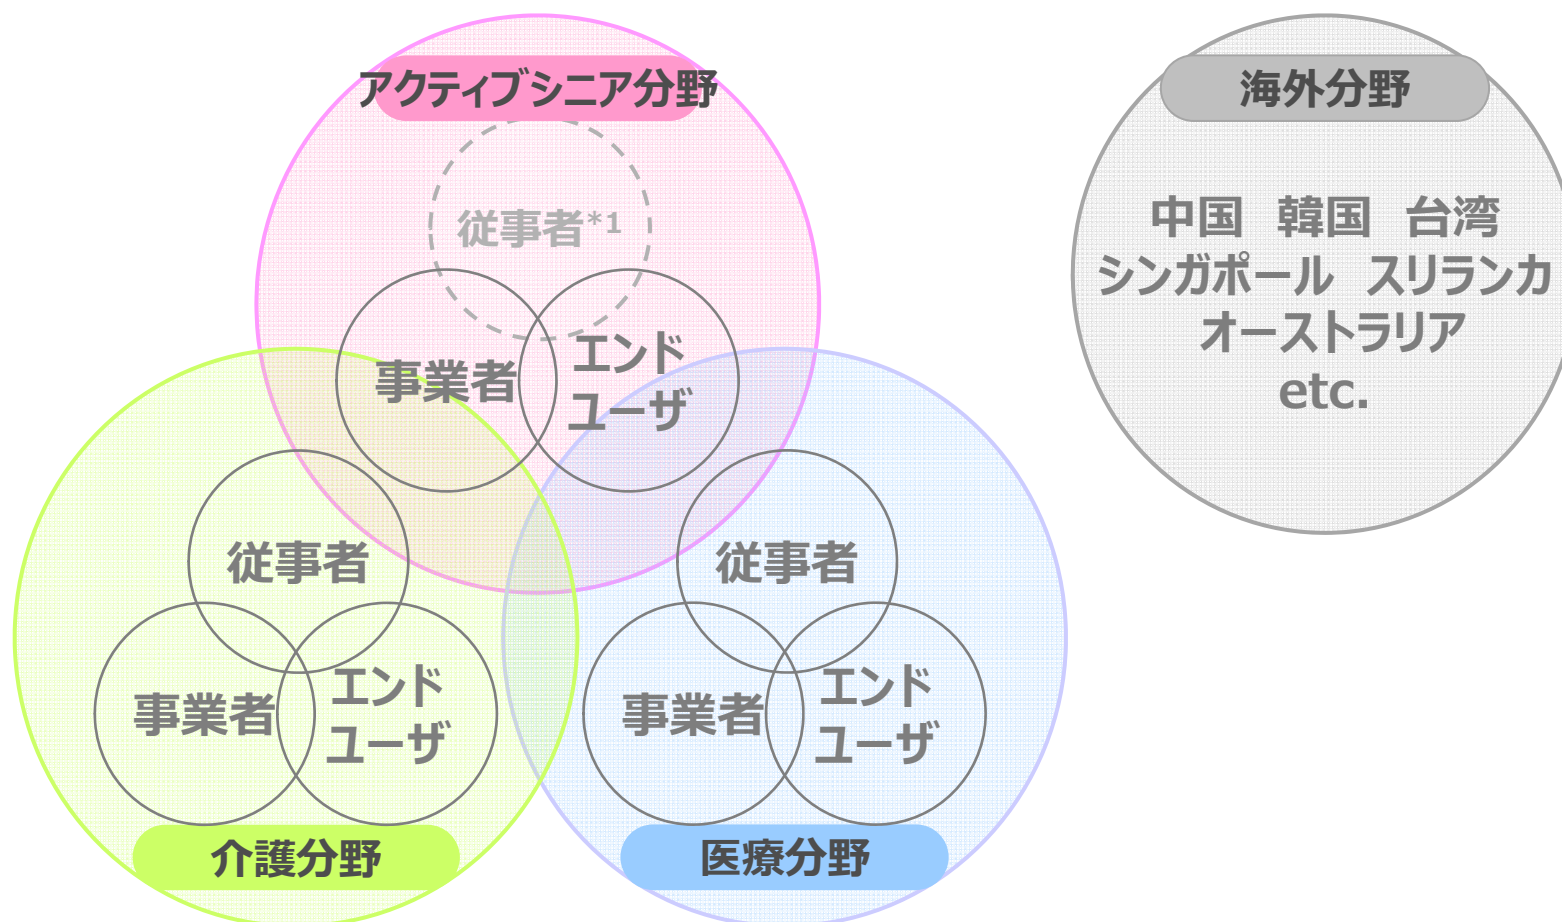 アクティブシニア分野
従事者*1
事業者
エンド
ユーザ
従事者
事業者
エンド
ユーザ
介護分野
従事者
事業者
エンド
ユーザ
医療分野
海外分野
中国　韓国　台湾
シンガポール　スリランカ
オーストラリア
etc.